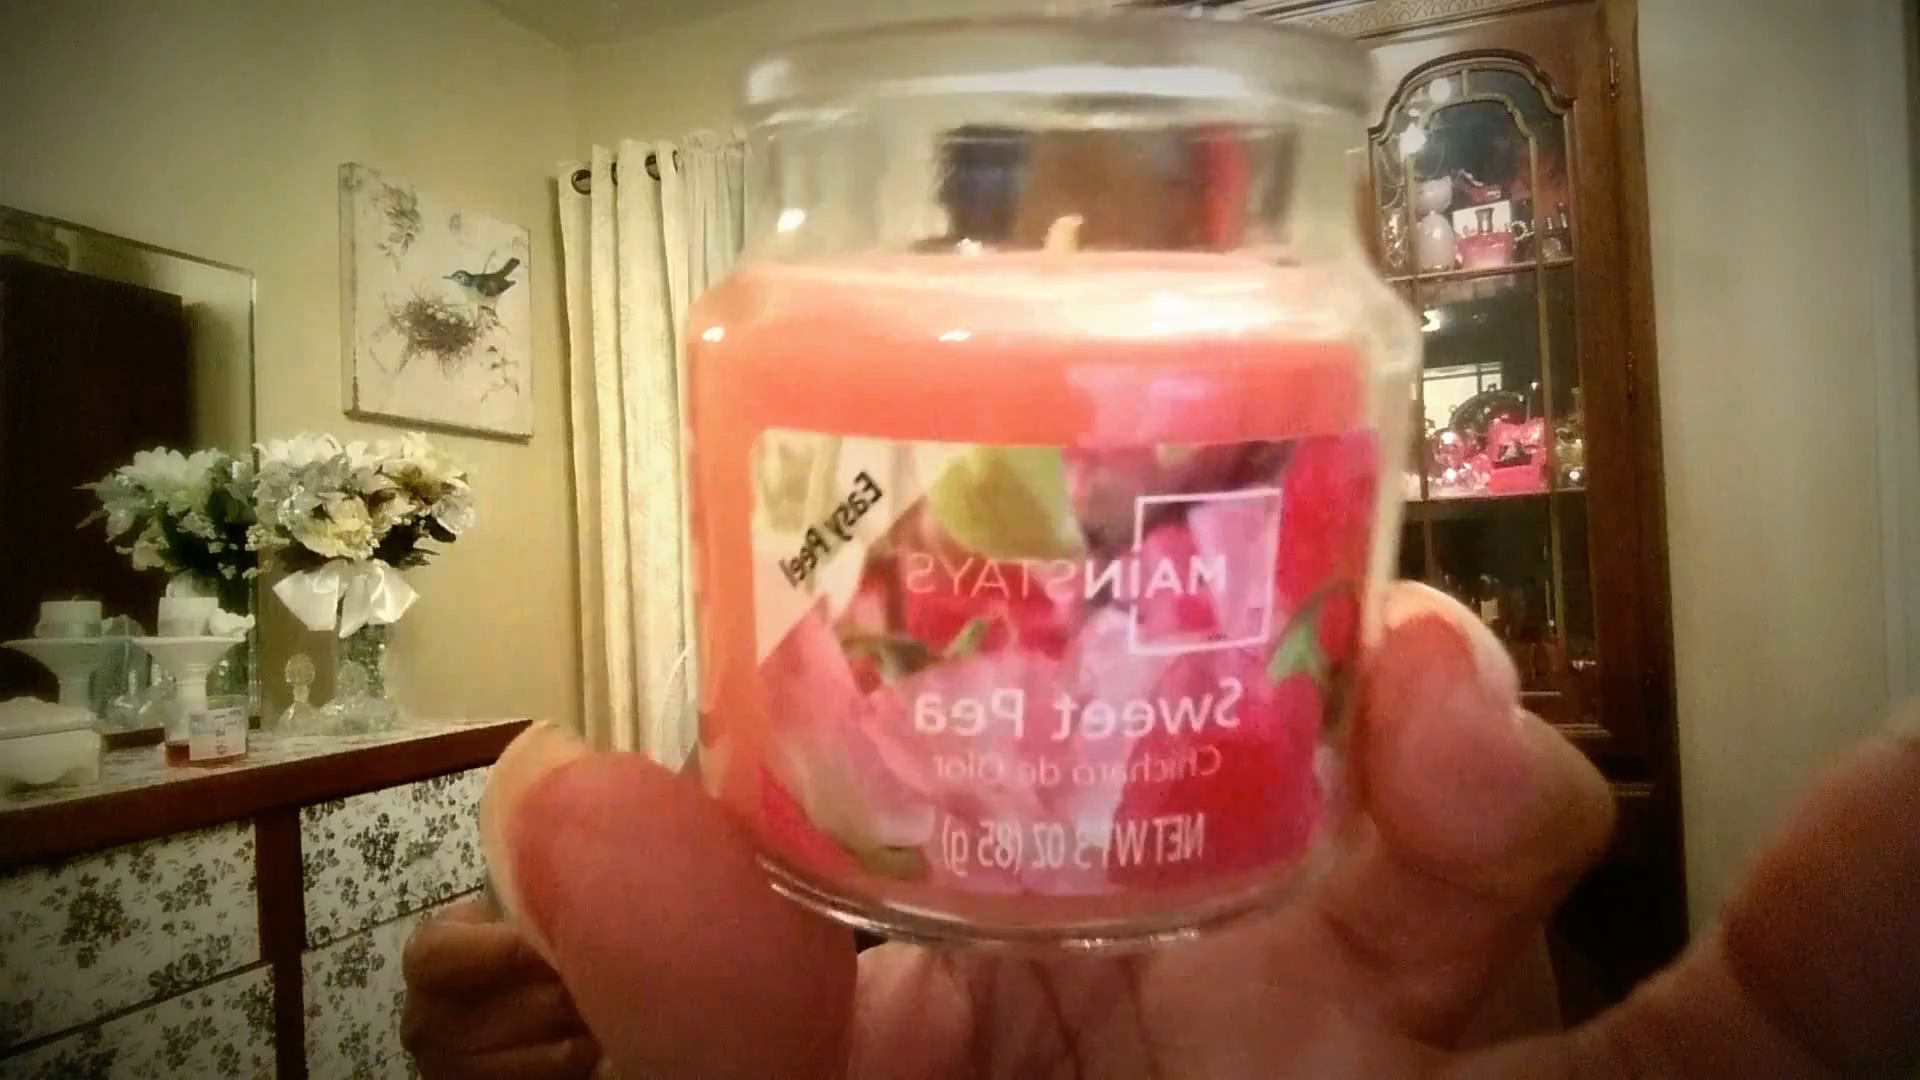 Easy Peel
MAINSTAYS
Sweet Pea
Chicharo de Olor
NET WT 3 OZ (85 g)